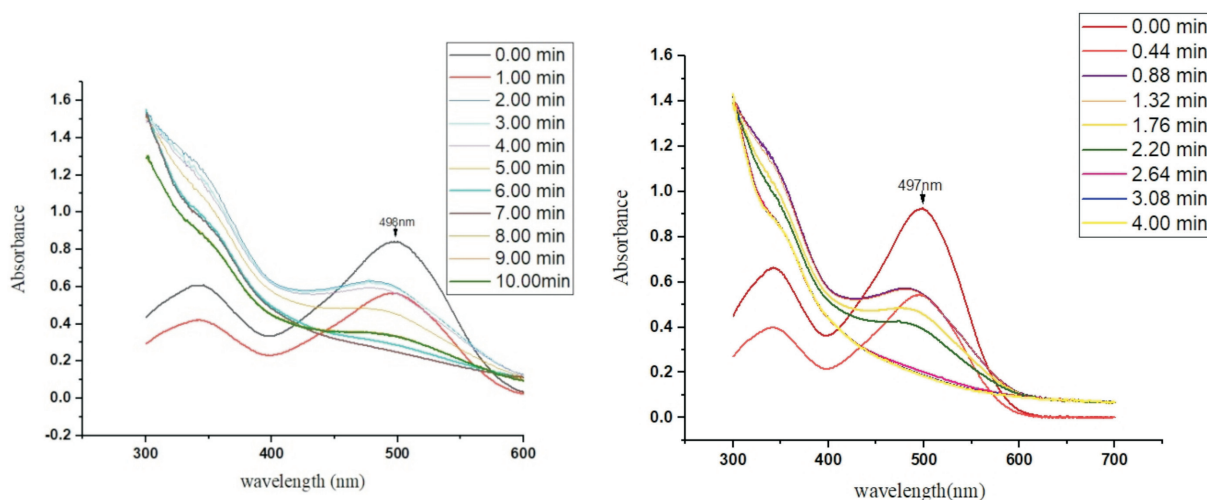 0.00 min
1.00 min
2.00 min
3.00 min
4.00 min
5.00 min
6.00 min
7.00 min
8.00 min
9.00 min
10.00min
1.6
1.4
1.2
1.0
0.8
0.6
0.4
0.2
0.0
-0.2
Absorbance
498nm
300
400
500
600
wavelength (nm)
0.00 min
0.44 min
0.88 min
1.32 min
1.76 min
2.20 min
2.64 min
3.08 min
4.00 min
1.6
1.4
1.2
1.0
0.8
0.6
0.4
0.2
0.0
Absorbance
497nm
300
400
500
600
700
wavelength(nm)